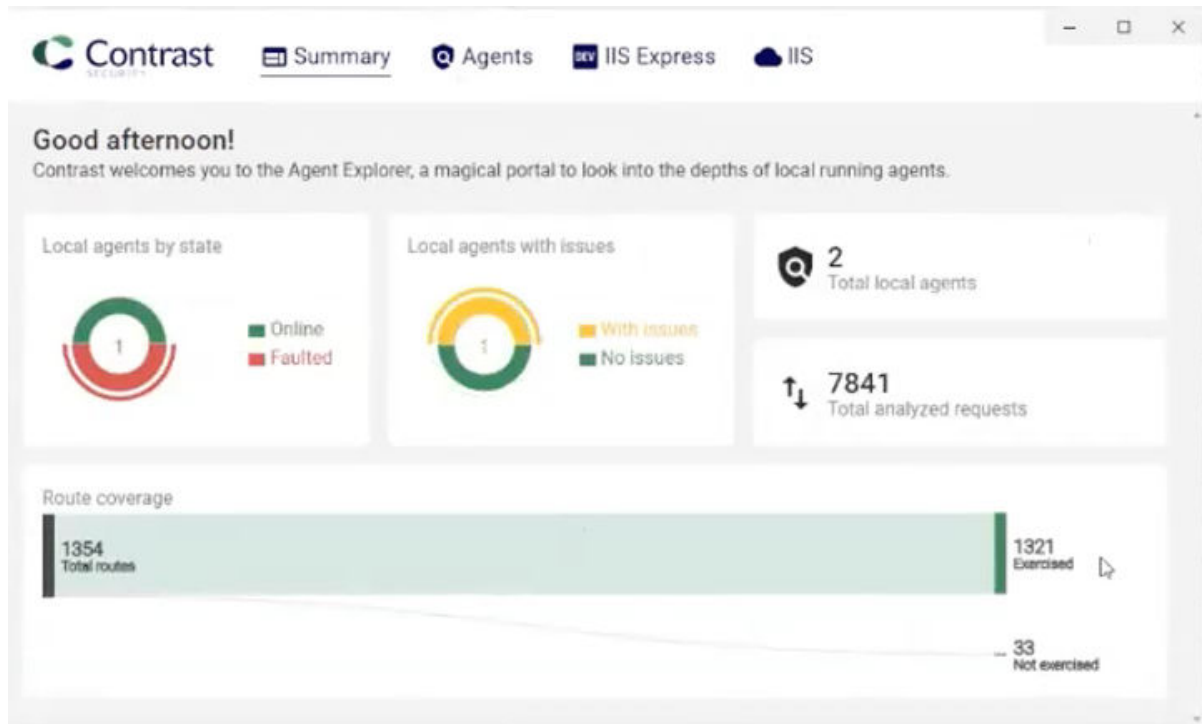 Contrast
SECURITY
Summary
Agents
DEV IIS Express
IIS
Good afternoon!
Contrast welcomes you to the Agent Explorer, a magical portal to look into the depths of local running agents.
Local agents by state
1
Online
Faulted
Local agents with issues
1
With issues
No issues
2
Total local agents
7841
Total analyzed requests
Route coverage
1354
Total routes
1321
Exercised
33
Not exercised